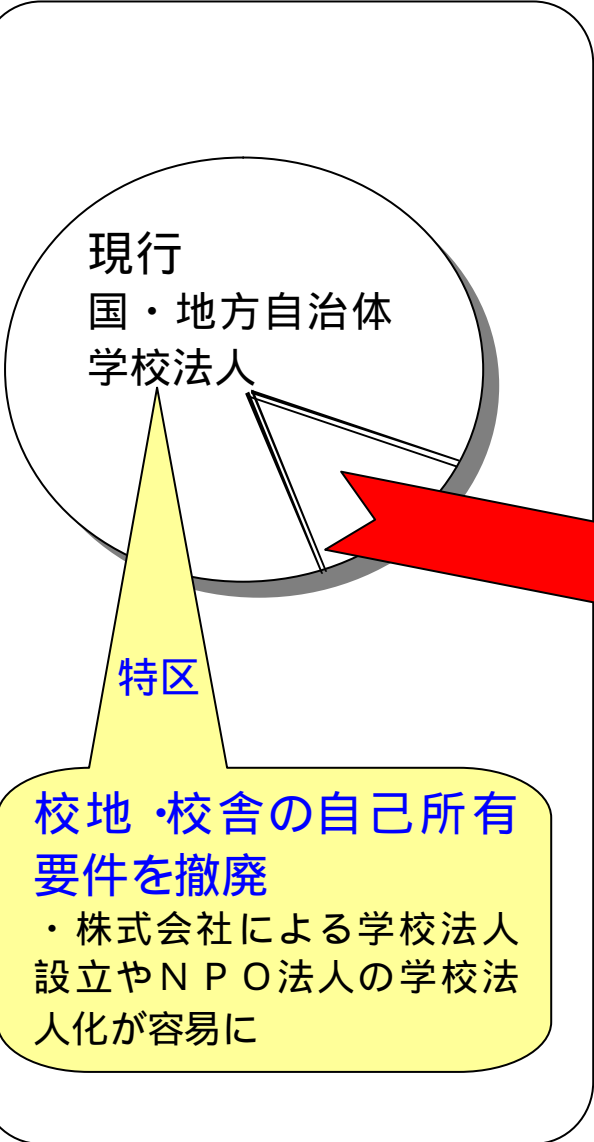 現行
国・地方自治体
学校法人
特区
校地・校舎の自己所有
要件を撤廃
・株式会社による学校法人
設立やＮＰＯ法人の学校法
人化が容易に